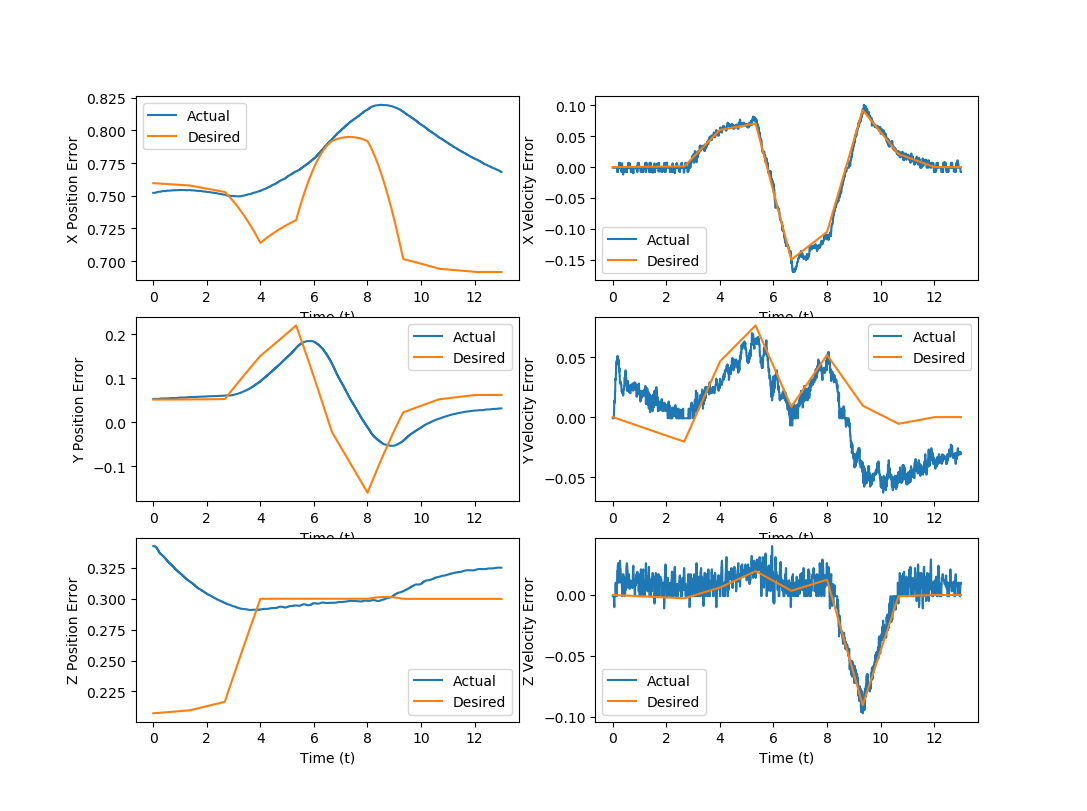 X Position Error
0.825
0.800
0.775
0.750
0.725
0.700
Actual
Desired
0 2 4 6 8 10 12
Time (t)
X Velocity Error
0.10
0.05
0.00
−0.05
−0.10
−0.15
Actual
Desired
0 2 4 6 8 10 12
Time (t)
Y Position Error
0.2
0.1
0.0
−0.1
Actual
Desired
0 2 4 6 8 10 12
Time (t)
Y Velocity Error
0.05
0.00
−0.05
Actual
Desired
0 2 4 6 8 10 12
Time (t)
Z Position Error
0.325
0.300
0.275
0.250
0.225
Actual
Desired
0 2 4 6 8 10 12
Time (t)
Z Velocity Error
0.00
−0.05
−0.10
Actual
Desired
0 2 4 6 8 10 12
Time (t)